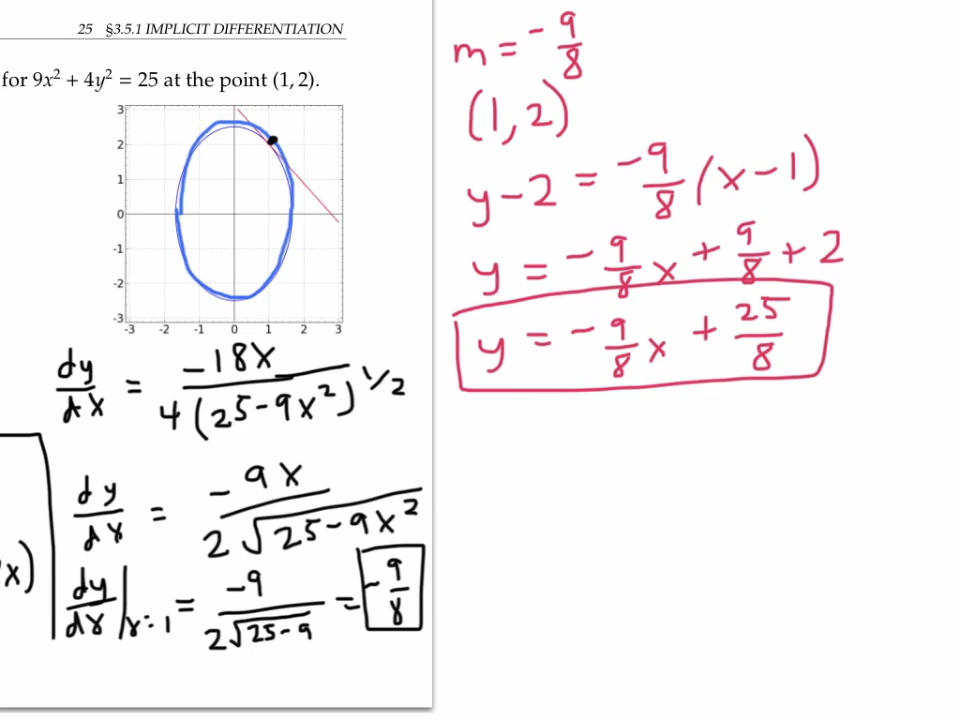 25 §3.5.1 IMPLICIT DIFFERENTIATION
for 9x² + 4y² = 25 at the point (1, 2).
3
2
1
0
-1
-2
-3
-3 -2 -1 0 1 2 3
dy/dx = -18x / 4(25-9x²)^1/2
dy/dx = -9x / 2√25-9x²
x)
dy/dx|x=1 = -9 / 2√25-9 = -9/8
m = -9/8
(1,2)
y-2 = -9/8 (x-1)
y = -9/8 x + 9/8 + 2
y = -9/8 x + 25/8